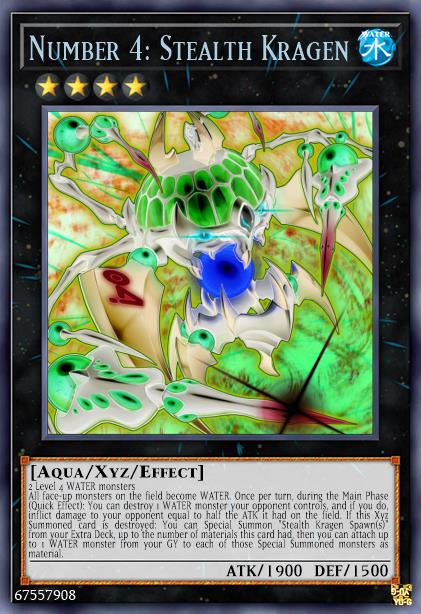 Number 4: Stealth Kragen
WATER
水
04
[Aqua/Xyz/Effect]
2 Level 4 WATER monsters
All face-up monsters on the field become WATER. Once per turn, during the Main Phase
(Quick Effect): You can destroy 1 WATER monster your opponent controls, and if you do,
inflict damage to your opponent equal to half the ATK it had on the field. If this Xyz
Summoned card is destroyed: You can Special Summon "Stealth Kragen Spawn(s)"
from your Extra Deck, up to the number of materials this card had, then you can attach up
to 1 WATER monster from your GY to each of those Special Summoned monsters as
material.
ATK/1900 DEF/1500
67557908